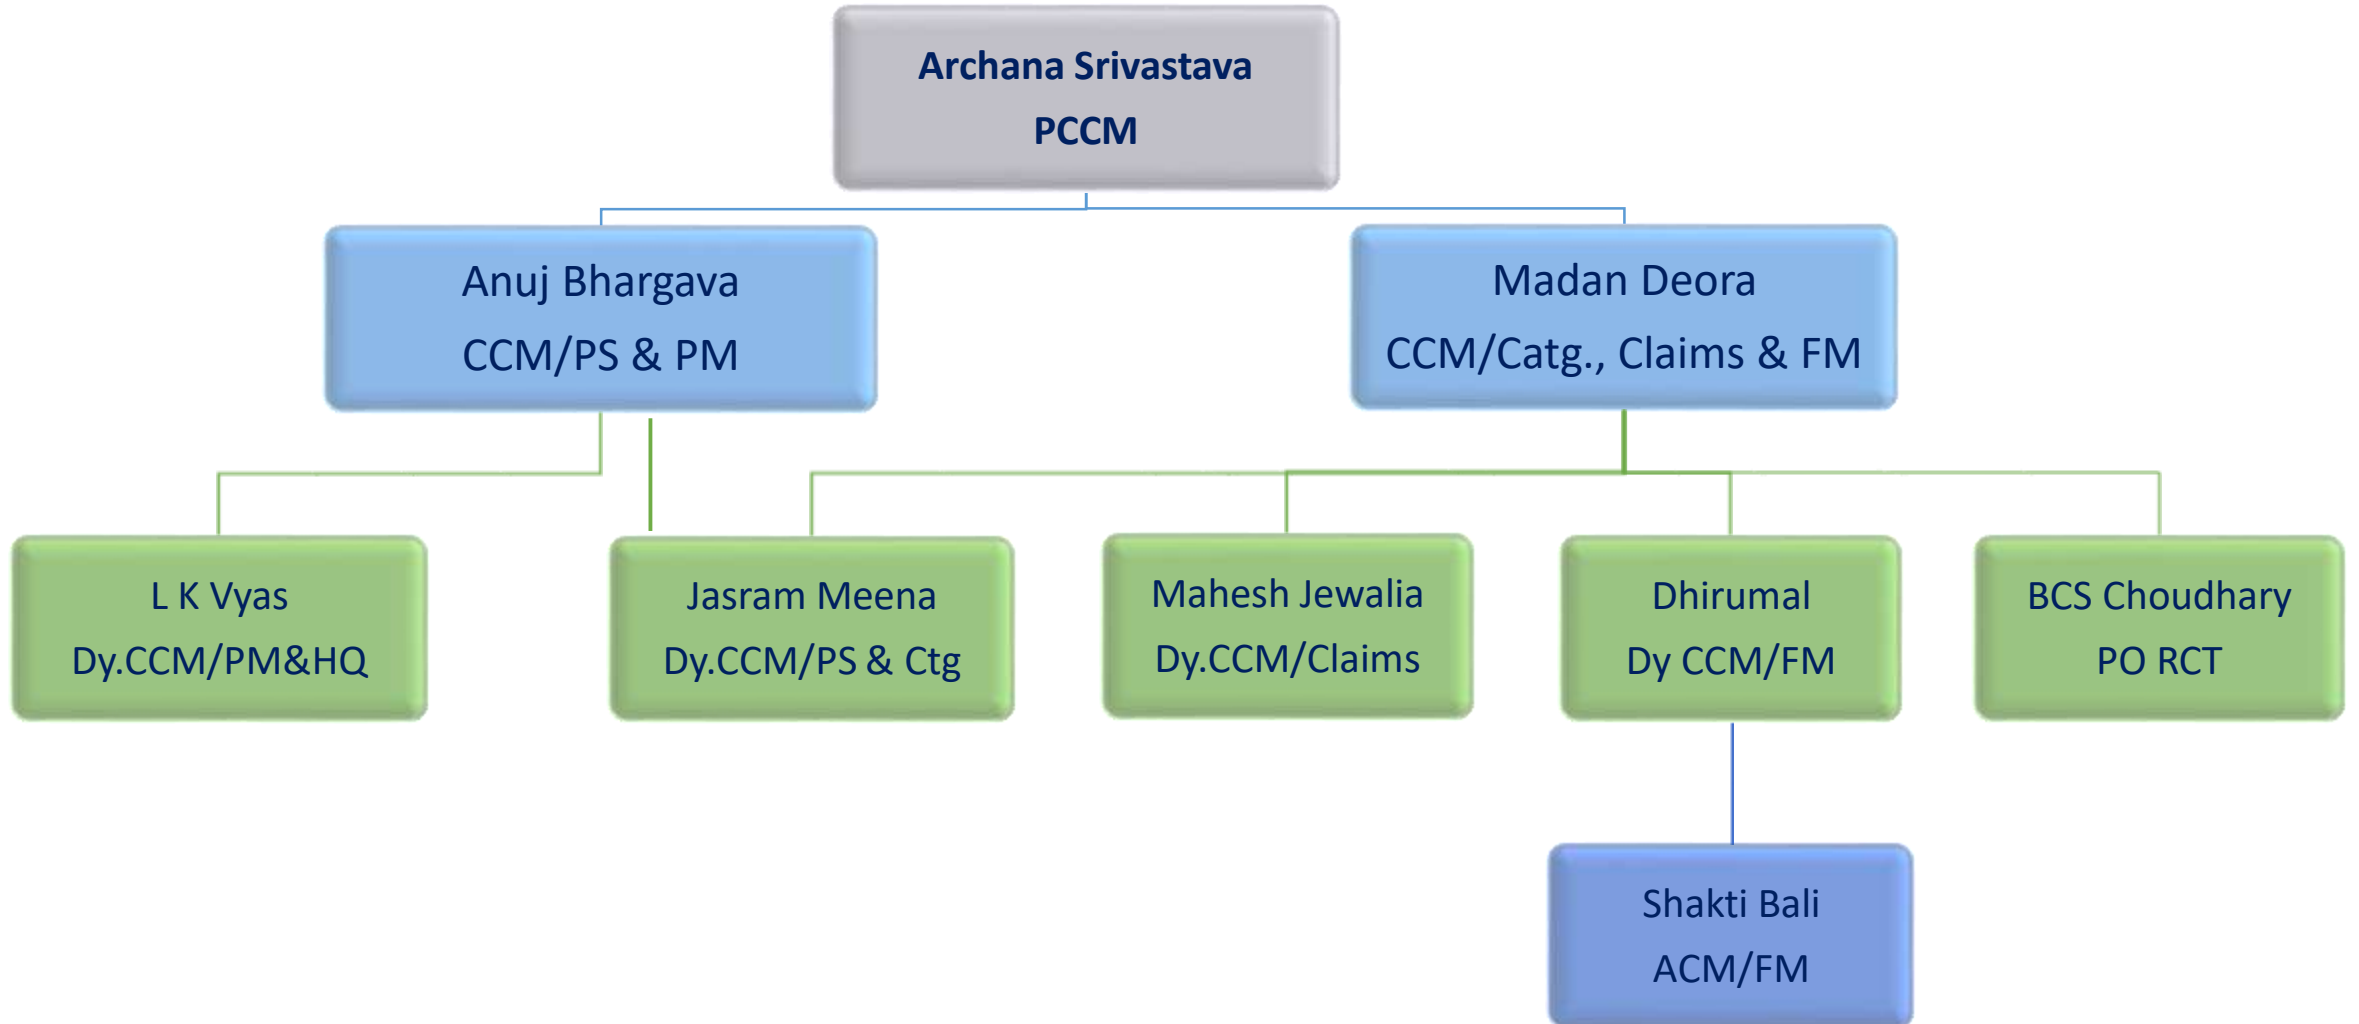 Archana Srivastava
PCCM
Anuj Bhargava
CCM/PS & PM
Madan Deora
CCM/Catg., Claims & FM
L K Vyas
Dy.CCM/PM&HQ
Jasram Meena
Dy.CCM/PS & Ctg
Mahesh Jewalia
Dy.CCM/Claims
Dhirumal
Dy CCM/FM
BCS Choudhary
PO RCT
Shakti Bali
ACM/FM